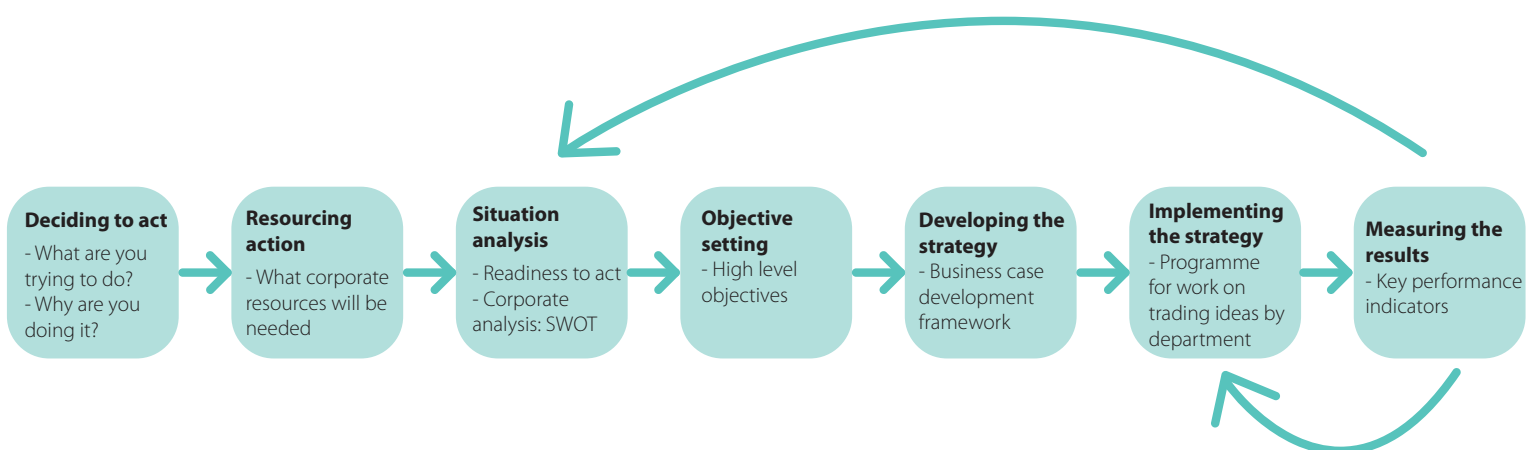 Deciding to act
- What are you
trying to do?
- Why are you
doing it?
Resourcing
action
- What corporate
resources will be
needed
Situation
analysis
- Readiness to act
- Corporate
analysis: SWOT
Objective
setting
- High level
objectives
Developing the
strategy
- Business case
development
framework
Implementing
the strategy
- Programme
for work on
trading ideas by
department
Measuring the
results
- Key performance
indicators